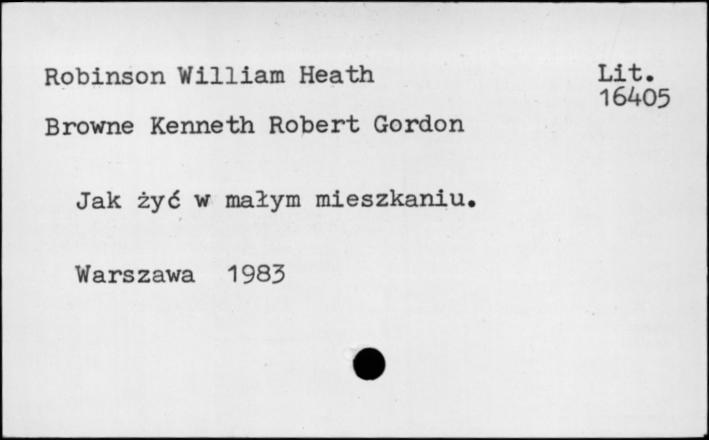 Robinson William Heath
Lit.
16405
Browne Kenneth Robert Gordon
Jak żyć w małym mieszkaniu.
Warszawa 1983